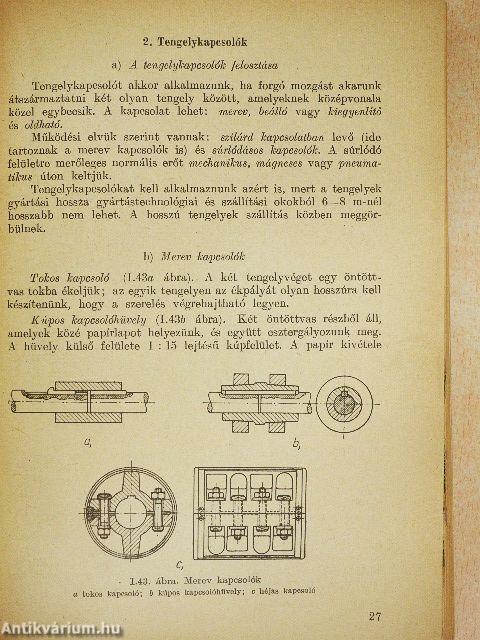 2. Tengelykapcsolók
a) A tengelykapcsolók felosztása
Tengelykapcsolót akkor alkalmazunk, ha forgó mozgást akarunk
átszármaztatni két olyan tengely között, amelyeknek középvonala
közel egybeesik. A kapcsolat lehet: merev, beálló vagy kiegyenlítő
és oldható.
Működési elvük szerint vannak: szilárd kapcsolatban levő (ide
tartoznak a merev kapcsolók is) és súrlódásos kapcsolók. A súrlódó
felületre merőleges normális erőt mechanikus, mágneses vagy pneuma-
tikus úton keltjük.
Tengelykapcsolókat kell alkalmaznunk azért is, mert a tengelyek
gyártási hossza gyártástechnológiai és szállítási okokból 6—8 m-nél
hosszabb nem lehet. A hosszú tengelyek szállítás közben meggör-
bülnek.
b) Merev kapcsolók
Tokos kapcsoló (1.43a ábra). A két tengelyvéget egy öntött-
vas tokba ékeljük; az egyik tengelyen az ékpályát olyan hosszúra kell
készítenünk, hogy a szerelés végrehajtható legyen.
Kúpos kapcsolóhüvely (1.43b ábra). Két öntöttvas részből áll,
amelyek közé papírlapot helyezünk, és együtt esztergályozunk meg.
A hüvely külső felülete 1 : 15 lejtésű kúpfelület. A papír kivétele
a,
b,
c,
1.43. ábra. Merev kapcsolók
a tokos kapcsoló; b kúpos kapcsolóhüvely; c héjas kapcsoló
27
Antikvárium.hu